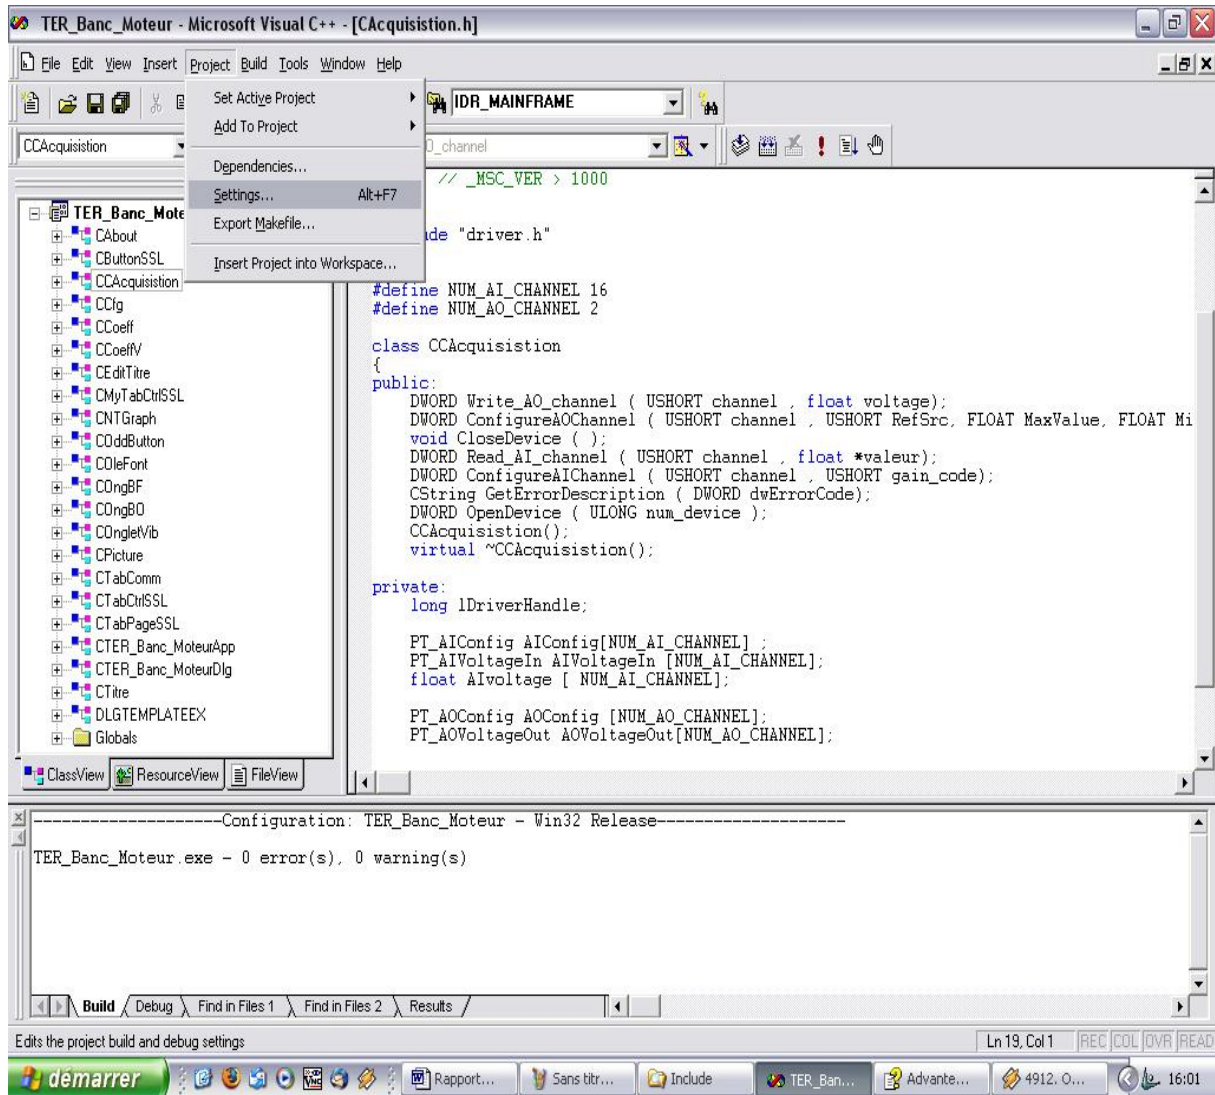 TER_Banc_Moteur - Microsoft Visual C++ - [CAcquisistion.h]
File Edit View Insert Project Build Tools Window Help
IDR_MAINFRAME
CCAcquisistion
_channel
Set Active Project
Add To Project
Dependencies...
Settings... Alt+F7
Export Makefile...
Insert Project into Workspace...
TER_Banc_Mote
CAbout
CButtonSSL
CCAcquisistion
CCfg
CCoeff
CCoeffV
CEditTitre
CMyTabCtrlSSL
CNTGraph
COddButton
COleFont
COngBF
COngBO
COngletVib
CPicture
CTabComm
CTabCtrlSSL
CTabPageSSL
CTER_Banc_MoteurApp
CTER_Banc_MoteurDlg
CTitre
DLGTEMPLATEEX
Globals
ClassView ResourceView FileView
// _MSC_VER > 1000
ude "driver.h"
#define NUM_AI_CHANNEL 16
#define NUM_AO_CHANNEL 2
class CCAcquisistion
{
public:
DWORD Write_AO_channel ( USHORT channel , float voltage);
DWORD ConfigureAOChannel ( USHORT channel , USHORT RefSrc, FLOAT MaxValue, FLOAT Mi
void CloseDevice ( );
DWORD Read_AI_channel ( USHORT channel , float *valeur);
DWORD ConfigureAIChannel ( USHORT channel , USHORT gain_code);
CString GetErrorDescription ( DWORD dwErrorCode);
DWORD OpenDevice ( ULONG num_device );
CCAcquisistion();
virtual ~CCAcquisistion();
private:
long lDriverHandle;
PT_AIConfig AIConfig[NUM_AI_CHANNEL] ;
PT_AIVoltageIn AIVoltageIn [NUM_AI_CHANNEL];
float AIvoltage [ NUM_AI_CHANNEL];
PT_AOConfig AOConfig [NUM_AO_CHANNEL];
PT_AOVoltageOut AOVoltageOut[NUM_AO_CHANNEL];
--------------------Configuration: TER_Banc_Moteur - Win32 Release--------------------
TER_Banc_Moteur.exe - 0 error(s), 0 warning(s)
Build Debug Find in Files 1 Find in Files 2 Results
Edits the project build and debug settings
Ln 19, Col 1 REC COL OVR READ
démarrer Rapport... Sans titr... Include TER_Ban... Advante... 4912. O... 16:01